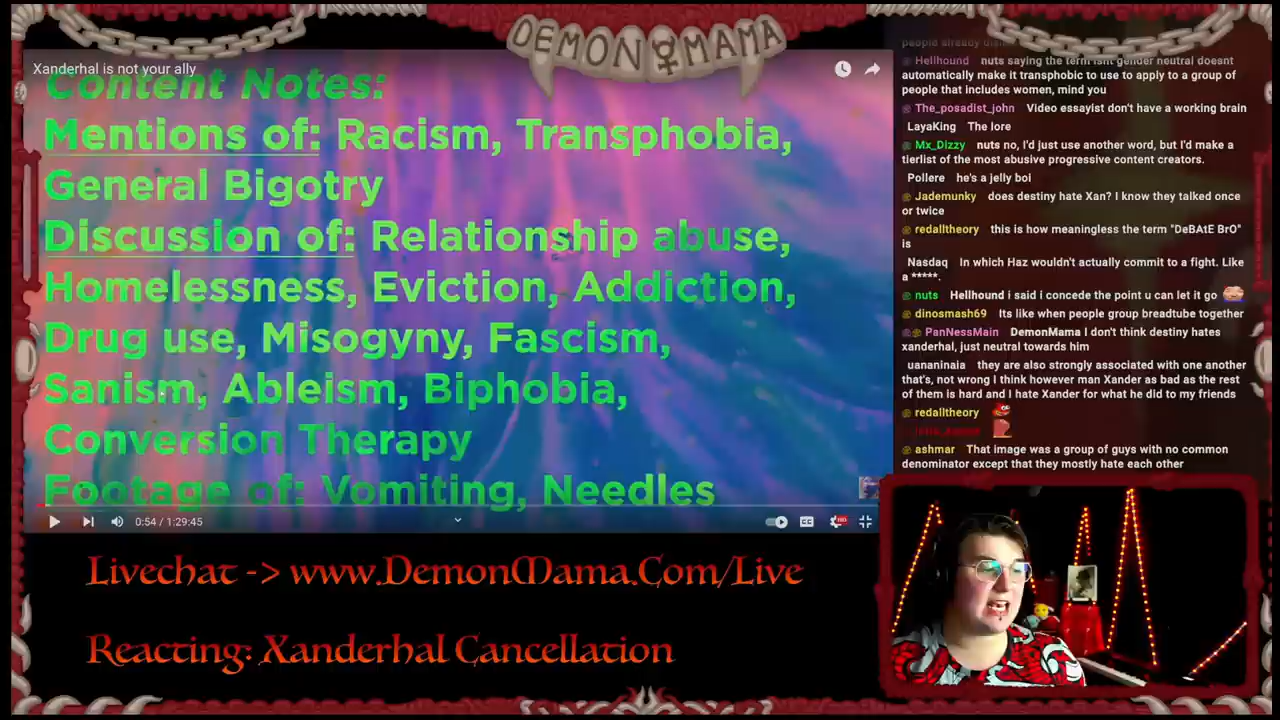 DEMON MAMA
Xanderhal is not your ally
Content Notes:
Mentions of: Racism, Transphobia,
General Bigotry
Discussion of: Relationship abuse,
Homelessness, Eviction, Addiction,
Drug use, Misogyny, Fascism,
Sanism, Ableism, Biphobia,
Conversion Therapy
Footage of: Vomiting, Needles
0:54 / 1:29:45
CC
HD
Livechat -> www.DemonMama.Com/Live
Reacting: Xanderhal Cancellation
Hellhound nuts saying the term isnt gender neutral doesnt
automatically make it transphobic to use to apply to a group of
people that includes women, mind you
The_posadist_john Video essayist don't have a working brain
LayaKing The lore
Mx_Dizzy nuts no, I'd just use another word, but I'd make a
tierlist of the most abusive progressive content creators.
Pollere he's a jelly boi
Jademunky does destiny hate Xan? I know they talked once
or twice
redalltheory this is how meaningless the term "DeBAtE BrO"
is
Nasdaq In which Haz wouldn't actually commit to a fight. Like
a *****.
nuts Hellhound i said i concede the point u can let it go
dinosmash69 Its like when people group breadtube together
PanNessMain DemonMama I don't think destiny hates
xanderhal, just neutral towards him
uananinaia they are also strongly associated with one another
that's, not wrong I think however man Xander as bad as the rest
of them is hard and I hate Xander for what he did to my friends
redalltheory
ashmar That image was a group of guys with no common
denominator except that they mostly hate each other